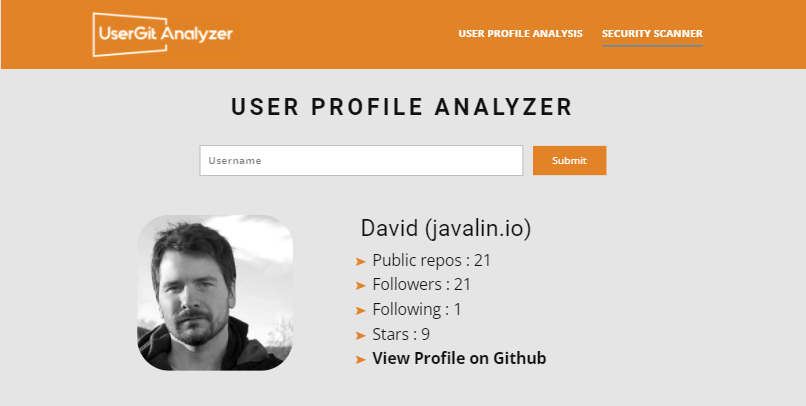 UserGit Analyzer
USER PROFILE ANALYSIS
SECURITY SCANNER
USER PROFILE ANALYZER
Username
Submit
David (javalin.io)
Public repos : 21
Followers : 21
Following : 1
Stars : 9
View Profile on Github